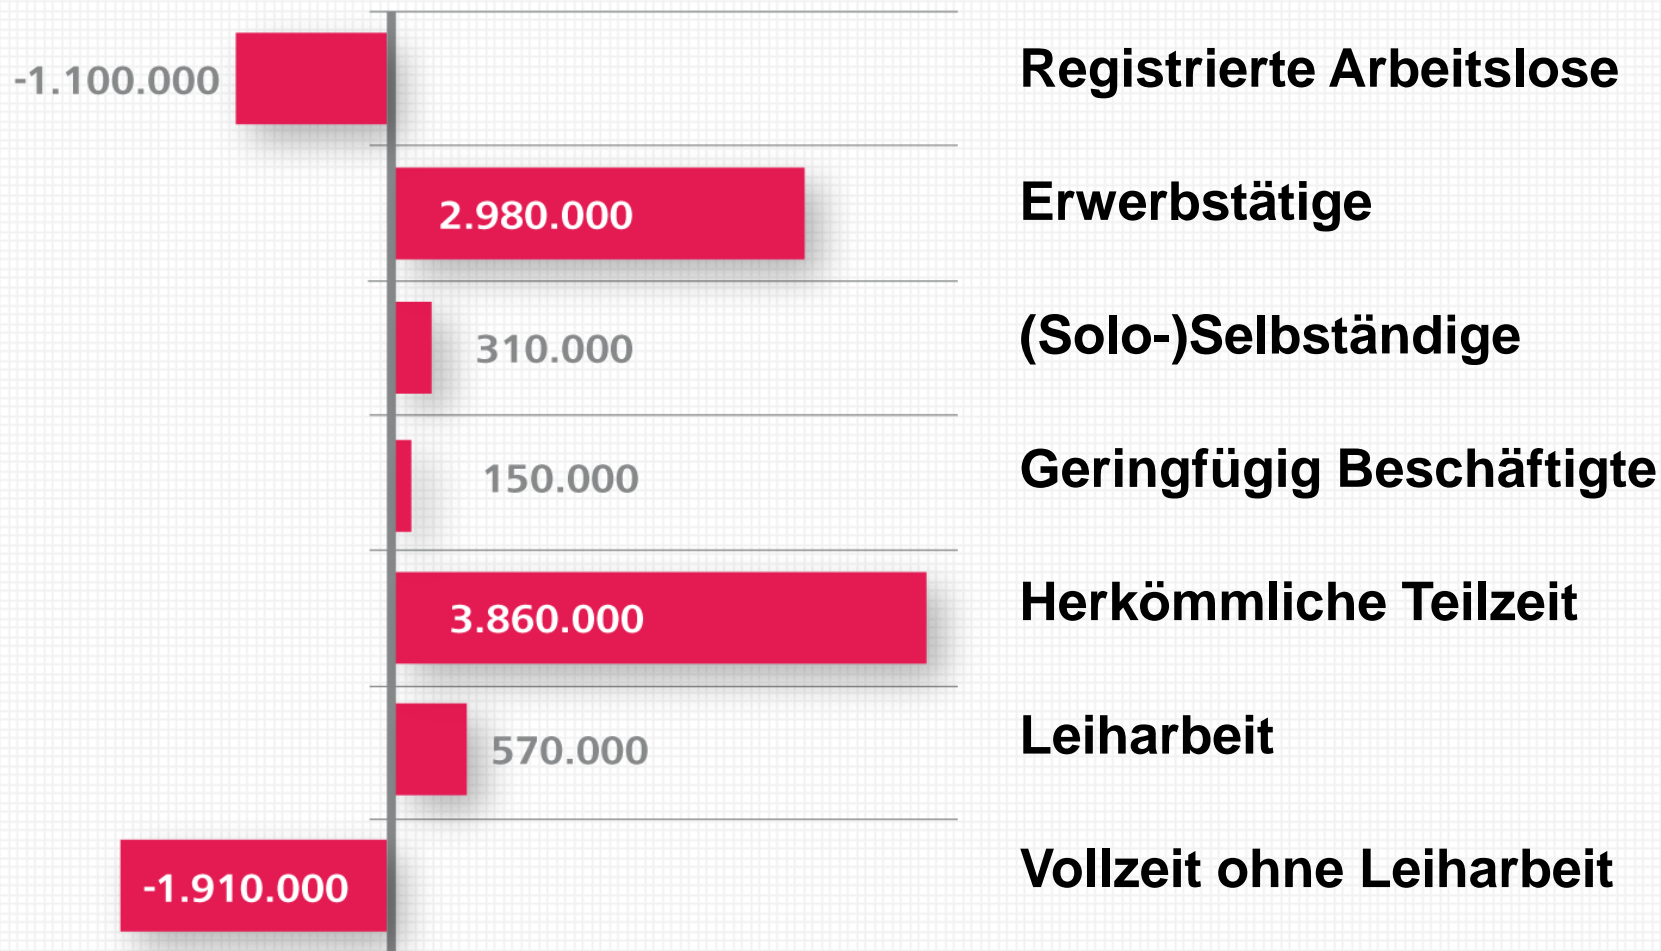 -1.100.000 Registrierte Arbeitslose
2.980.000 Erwerbstätige
310.000 (Solo-)Selbständige
150.000 Geringfügig Beschäftigte
3.860.000 Herkömmliche Teilzeit
570.000 Leiharbeit
-1.910.000 Vollzeit ohne Leiharbeit